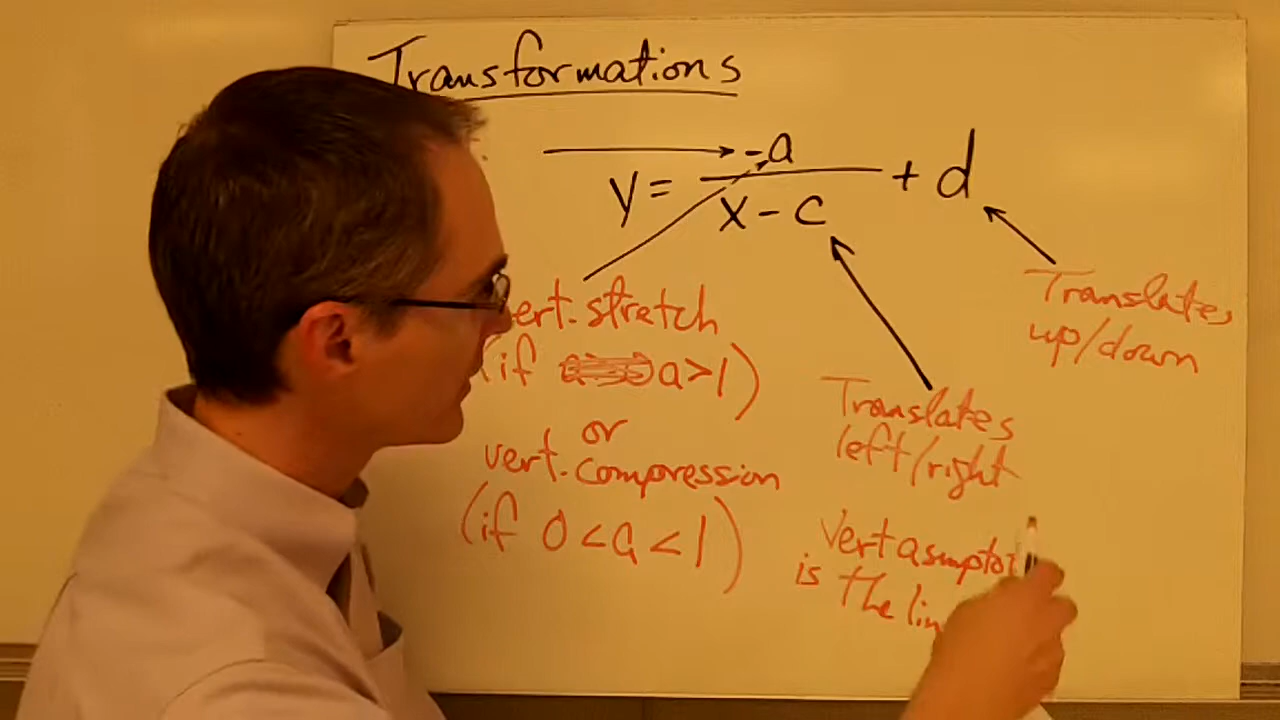 Transformations
y = -a / x - c + d
vert. stretch
(if a>1)
or
vert. compression
(if 0<a<1)
Translates
left/right
Vert
is the
Translates
up/down